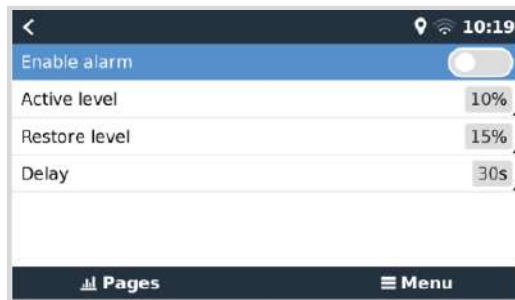 10:19
Enable alarm
Active level 10%
Restore level 15%
Delay 30s
Pages Menu